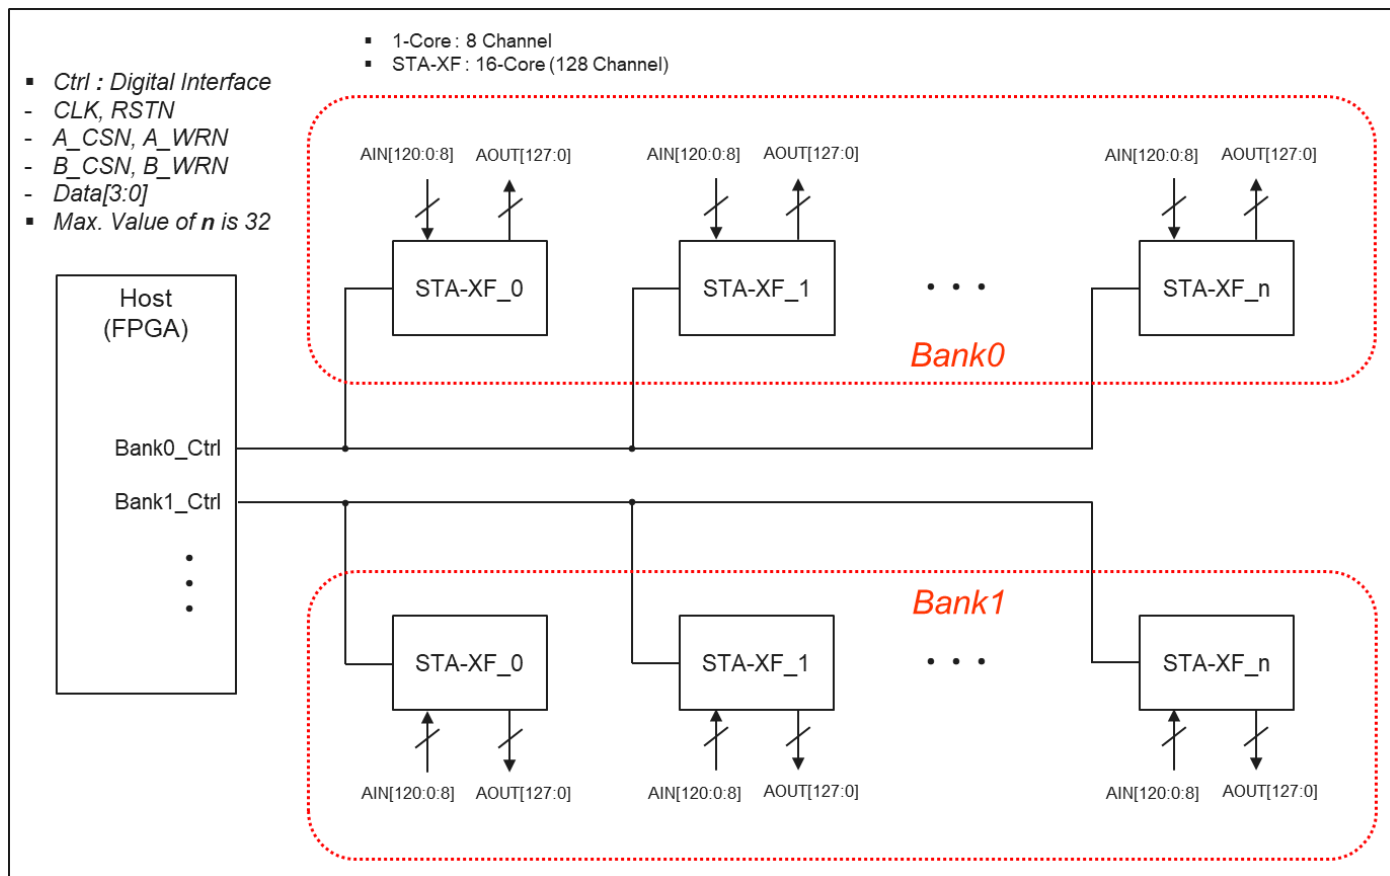 ▪ 1-Core : 8 Channel
▪ STA-XF : 16-Core (128 Channel)
▪ Ctrl : Digital Interface
- CLK, RSTN
- A_CSN, A_WRN
- B_CSN, B_WRN
- Data[3:0]
▪ Max. Value of n is 32
AIN[120:0:8] AOUT[127:0] AIN[120:0:8] AOUT[127:0] AIN[120:0:8] AOUT[127:0]
STA-XF_0 STA-XF_1 • • • STA-XF_n
Bank0
Host
(FPGA)
Bank0_Ctrl
Bank1_Ctrl
Bank1
STA-XF_0 STA-XF_1 • • • STA-XF_n
AIN[120:0:8] AOUT[127:0] AIN[120:0:8] AOUT[127:0] AIN[120:0:8] AOUT[127:0]